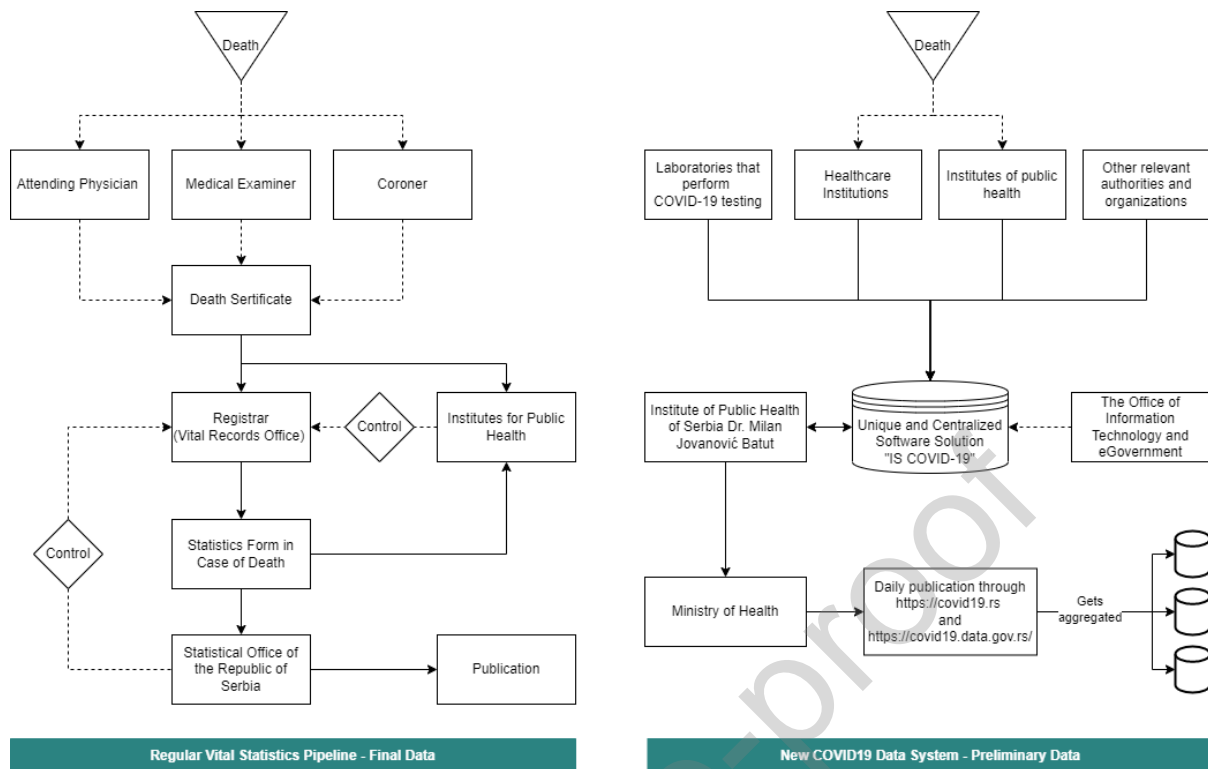 Death
Attending Physician
Medical Examiner
Coroner
Death Sertificate
Registrar
(Vital Records Office)
Control
Institutes for Public
Health
Control
Statistics Form in
Case of Death
Statistical Office of
the Republic of
Serbia
Publication
Regular Vital Statistics Pipeline - Final Data
Death
Laboratories that
perform
COVID-19 testing
Healthcare
Institutions
Institutes of public
health
Other relevant
authorities and
organizations
Institute of Public Health
of Serbia Dr. Milan
Jovanović Batut
Unique and Centralized
Software Solution
"IS COVID-19"
The Office of
Information
Technology and
eGovernment
Ministry of Health
Daily publication through
https://covid19.rs
and
https://covid19.data.gov.rs/
Gets
aggregated
New COVID19 Data System - Preliminary Data
-proof